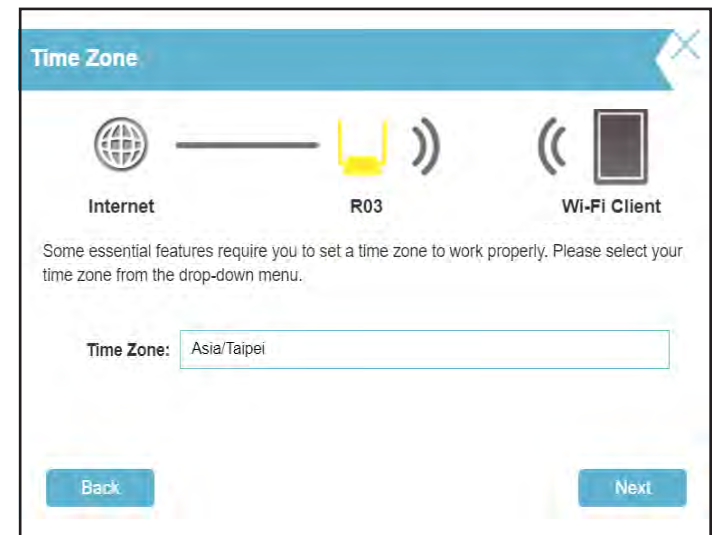 Time Zone
Internet
R03
Wi-Fi Client
Some essential features require you to set a time zone to work properly. Please select your
time zone from the drop-down menu.
Time Zone: Asia/Taipei
Back
Next